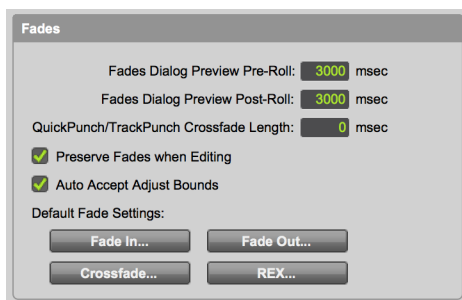 Fades
Fades Dialog Preview Pre-Roll: 3000 msec
Fades Dialog Preview Post-Roll: 3000 msec
QuickPunch/TrackPunch Crossfade Length: 0 msec
Preserve Fades when Editing
Auto Accept Adjust Bounds
Default Fade Settings:
Fade In... Fade Out...
Crossfade... REX...